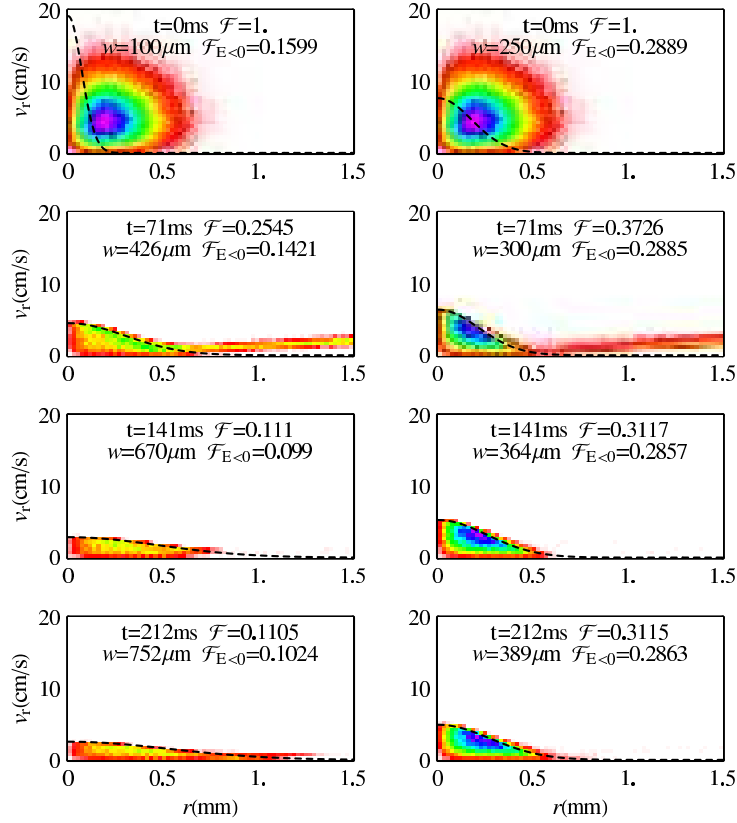 t=0ms ℱ=1.
w=100μm ℱE<0=0.1599
20
10
0
vr(cm/s)
0 0.5 1. 1.5
t=0ms ℱ=1.
w=250μm ℱE<0=0.2889
20
10
0
0 0.5 1. 1.5
t=71ms ℱ=0.2545
w=426μm ℱE<0=0.1421
20
10
0
vr(cm/s)
0 0.5 1. 1.5
t=71ms ℱ=0.3726
w=300μm ℱE<0=0.2885
20
10
0
0 0.5 1. 1.5
t=141ms ℱ=0.111
w=670μm ℱE<0=0.099
20
10
0
vr(cm/s)
0 0.5 1. 1.5
t=141ms ℱ=0.3117
w=364μm ℱE<0=0.2857
20
10
0
0 0.5 1. 1.5
t=212ms ℱ=0.1105
w=752μm ℱE<0=0.1024
20
10
0
vr(cm/s)
0 0.5 1. 1.5
r(mm)
t=212ms ℱ=0.3115
w=389μm ℱE<0=0.2863
20
10
0
0 0.5 1. 1.5
r(mm)